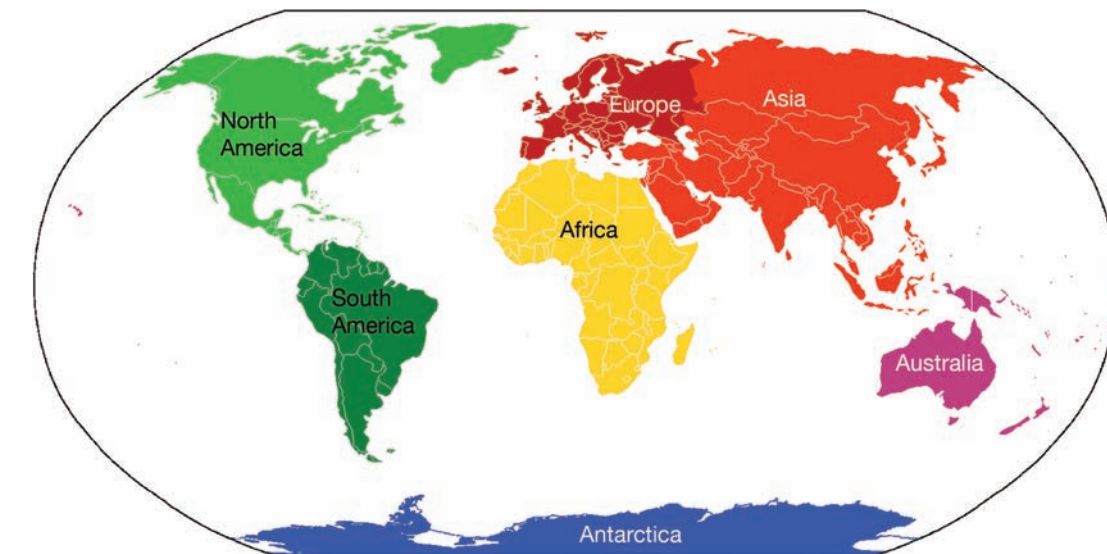 North
America
Europe
Asia
Africa
South
America
Australia
Antarctica